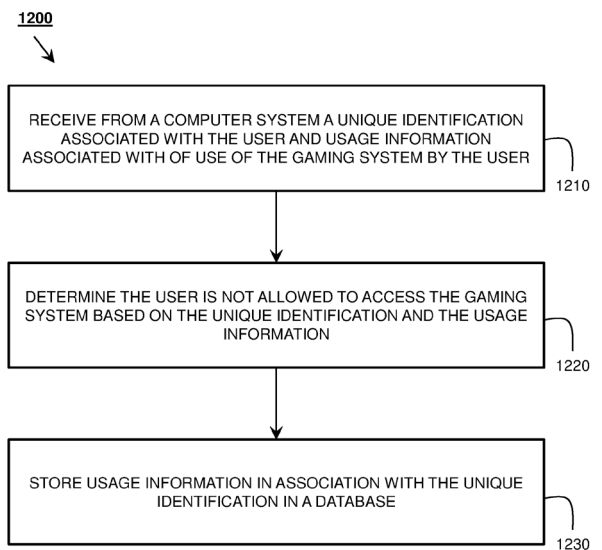 1200
RECEIVE FROM A COMPUTER SYSTEM A UNIQUE IDENTIFICATION
ASSOCIATED WITH THE USER AND USAGE INFORMATION
ASSOCIATED WITH OF USE OF THE GAMING SYSTEM BY THE USER
1210
DETERMINE THE USER IS NOT ALLOWED TO ACCESS THE GAMING
SYSTEM BASED ON THE UNIQUE IDENTIFICATION AND THE USAGE
INFORMATION
1220
STORE USAGE INFORMATION IN ASSOCIATION WITH THE UNIQUE
IDENTIFICATION IN A DATABASE
1230